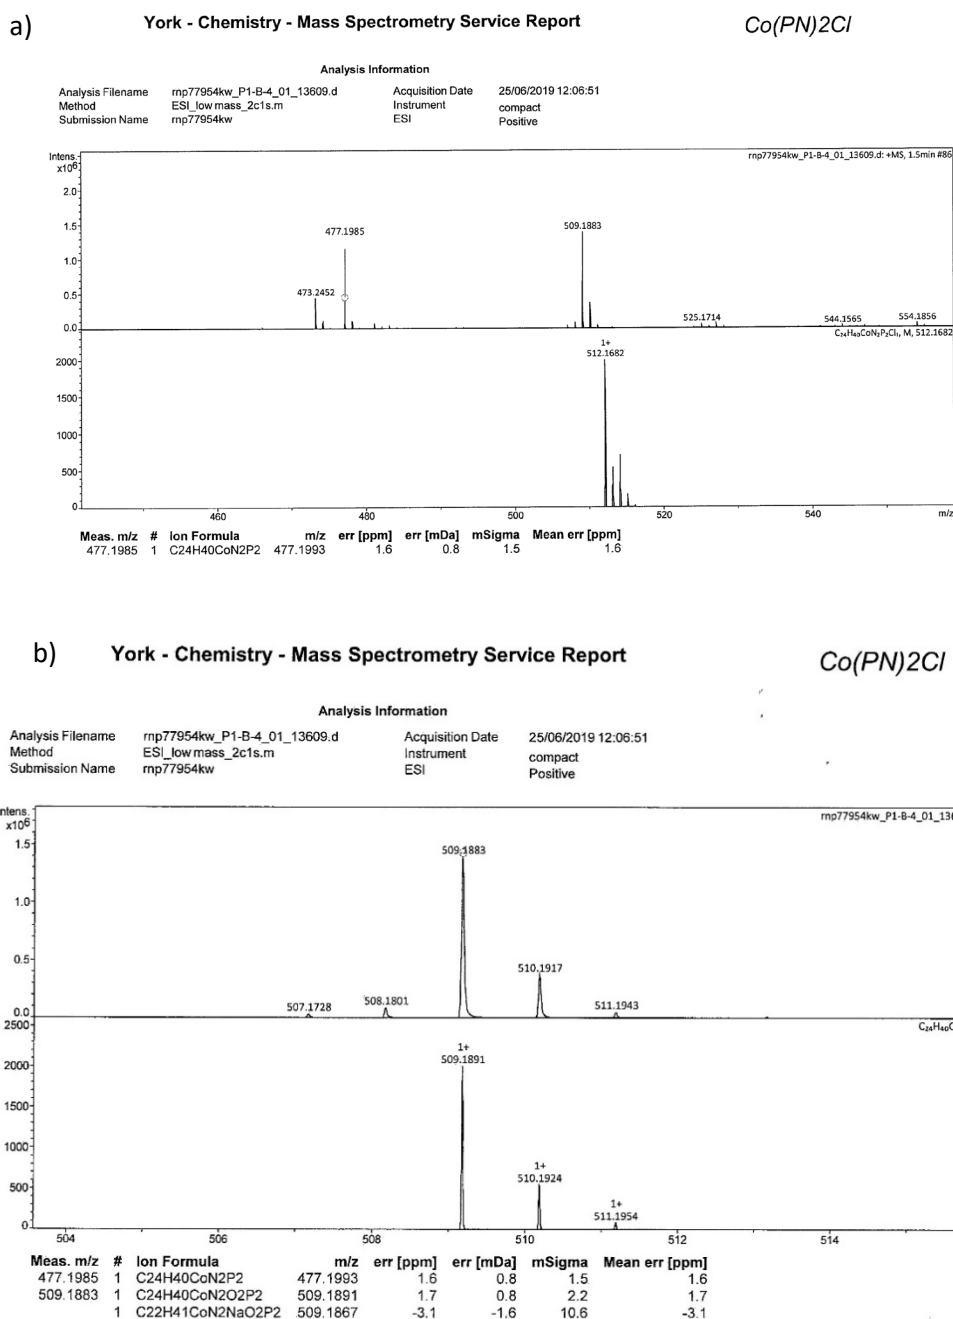 a)
York - Chemistry - Mass Spectrometry Service Report
Co(PN)2Cl
Analysis Information
Analysis Filename rnp77954kw_P1-B-4_01_13609.d Acquisition Date 25/06/2019 12:06:51
Method ESI_low mass_2c1s.m Instrument compact
Submission Name rnp77954kw ESI Positive
Intens.
x10⁶
rnp77954kw_P1-B-4_01_13609.d: +MS, 1.5min #86
2.0
1.5
1.0
0.5
0.0
477.1985
473.2452
509.1883
525.1714
544.1565
554.1856
C₂₄H₄₀CoN₂P₂Cl₁, M, 512.1682
1+
512.1682
2000
1500
1000
500
0
460 480 500 520 540 m/z
Meas. m/z # Ion Formula m/z err [ppm] err [mDa] mSigma Mean err [ppm]
477.1985 1 C24H40CoN2P2 477.1993 1.6 0.8 1.5 1.6
b)
York - Chemistry - Mass Spectrometry Service Report
Co(PN)2Cl
Analysis Information
Analysis Filename rnp77954kw_P1-B-4_01_13609.d Acquisition Date 25/06/2019 12:06:51
Method ESI_low mass_2c1s.m Instrument compact
Submission Name rnp77954kw ESI Positive
ntens.
x10⁶
rnp77954kw_P1-B-4_01_136
1.5
1.0
0.5
0.0
509.1883
510.1917
508.1801
507.1728
511.1943
C₂₄H₄₀C
2500
2000
1500
1000
500
0
1+
509.1891
1+
510.1924
1+
511.1954
504 506 508 510 512 514
Meas. m/z # Ion Formula m/z err [ppm] err [mDa] mSigma Mean err [ppm]
477.1985 1 C24H40CoN2P2 477.1993 1.6 0.8 1.5 1.6
509.1883 1 C24H40CoN2O2P2 509.1891 1.7 0.8 2.2 1.7
1 C22H41CoN2NaO2P2 509.1867 -3.1 -1.6 10.6 -3.1